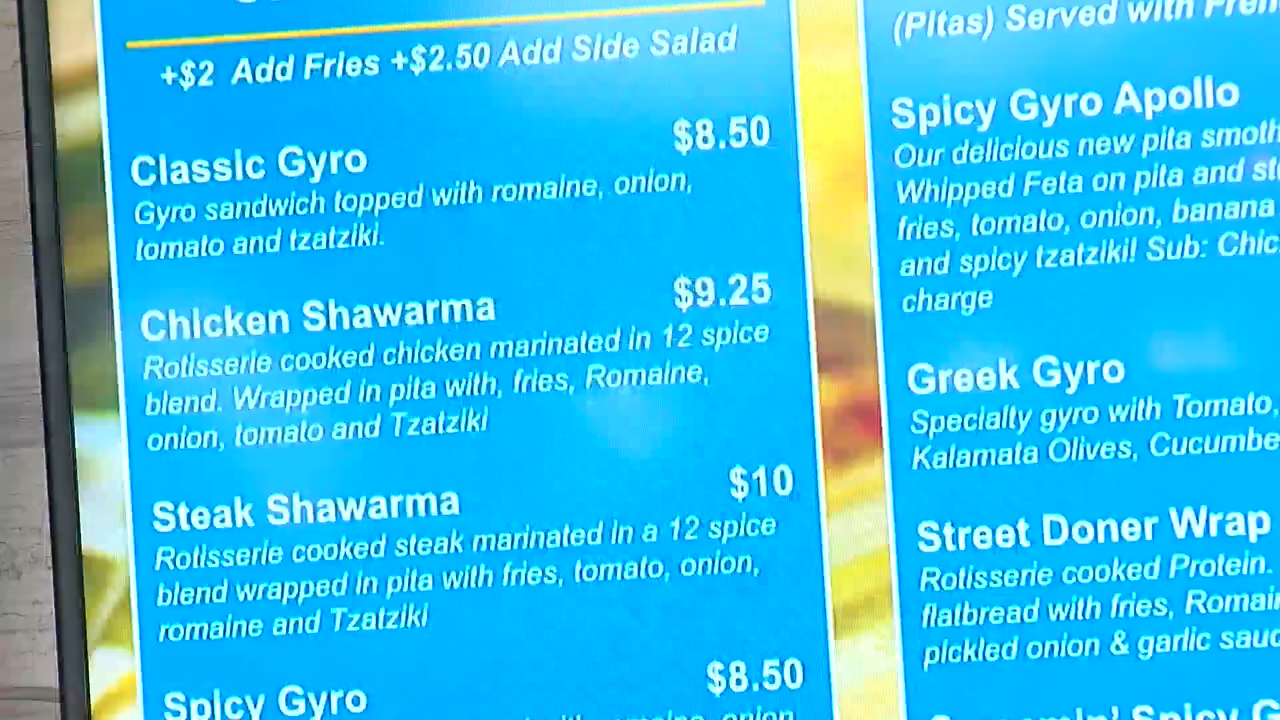 +$2 Add Fries +$2.50 Add Side Salad
Classic Gyro $8.50
Gyro sandwich topped with romaine, onion,
tomato and tzatziki.
Chicken Shawarma $9.25
Rotisserie cooked chicken marinated in 12 spice
blend. Wrapped in pita with, fries, Romaine,
onion, tomato and Tzatziki
Steak Shawarma $10
Rotisserie cooked steak marinated in a 12 spice
blend wrapped in pita with fries, tomato, onion,
romaine and Tzatziki
Spicy Gyro $8.50
(Pitas) Served with
Spicy Gyro Apollo
Our delicious new pita
Whipped Feta on pita and
fries, tomato, onion, banana
and spicy tzatziki! Sub:
charge
Greek Gyro
Specialty gyro with Tomato,
Kalamata Olives,
Street Doner Wrap
Rotisserie cooked Protein.
flatbread with fries,
pickled onion & garlic